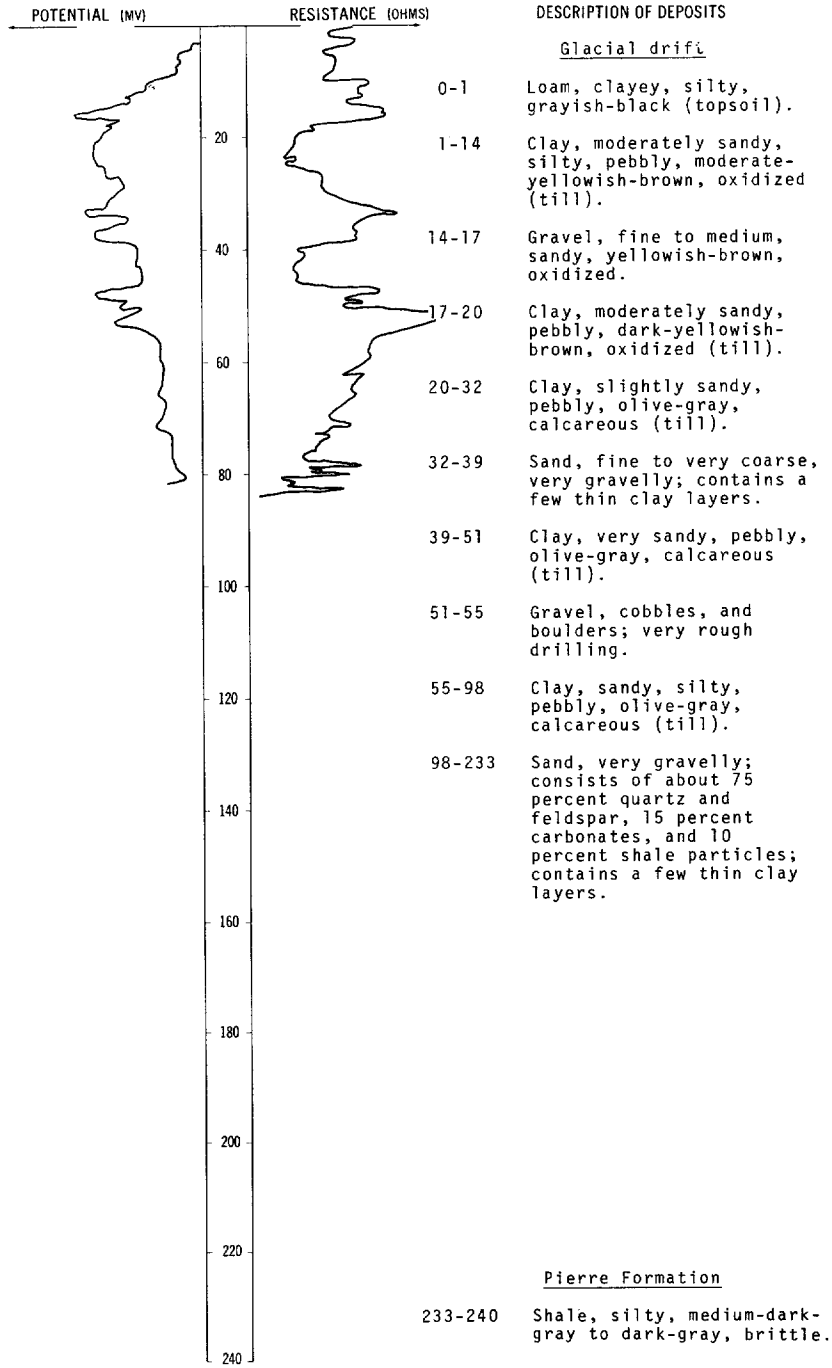 POTENTIAL (MV)
RESISTANCE (OHMS)
DESCRIPTION OF DEPOSITS
Glacial drift
0-1 Loam, clayey, silty,
grayish-black (topsoil).
20
1-14 Clay, moderately sandy,
silty, pebbly, moderate-
yellowish-brown, oxidized
(till).
40
14-17 Gravel, fine to medium,
sandy, yellowish-brown,
oxidized.
17-20 Clay, moderately sandy,
pebbly, dark-yellowish-
brown, oxidized (till).
60
20-32 Clay, slightly sandy,
pebbly, olive-gray,
calcareous (till).
80
32-39 Sand, fine to very coarse,
very gravelly; contains a
few thin clay layers.
39-51 Clay, very sandy, pebbly,
olive-gray, calcareous
(till).
100
51-55 Gravel, cobbles, and
boulders; very rough
drilling.
120
55-98 Clay, sandy, silty,
pebbly, olive-gray,
calcareous (till).
98-233 Sand, very gravelly;
consists of about 75
percent quartz and
feldspar, 15 percent
carbonates, and 10
percent shale particles;
contains a few thin clay
layers.
140
160
180
200
220
Pierre Formation
233-240 Shale, silty, medium-dark-
gray to dark-gray, brittle.
240